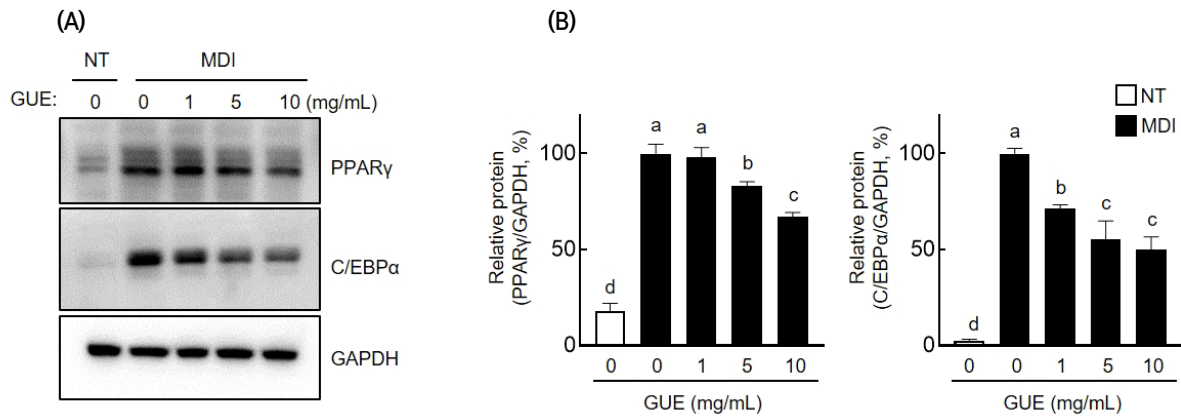 (A)
NT MDI
GUE: 0 0 1 5 10 (mg/mL)
PPARγ
C/EBPα
GAPDH
(B)
Relative protein
(PPARγ/GAPDH, %)
100
50
0
d a a b c
0 0 1 5 10
GUE (mg/mL)
Relative protein
(C/EBPα/GAPDH, %)
100
50
0
d a b c c
0 0 1 5 10
GUE (mg/mL)
NT
MDI